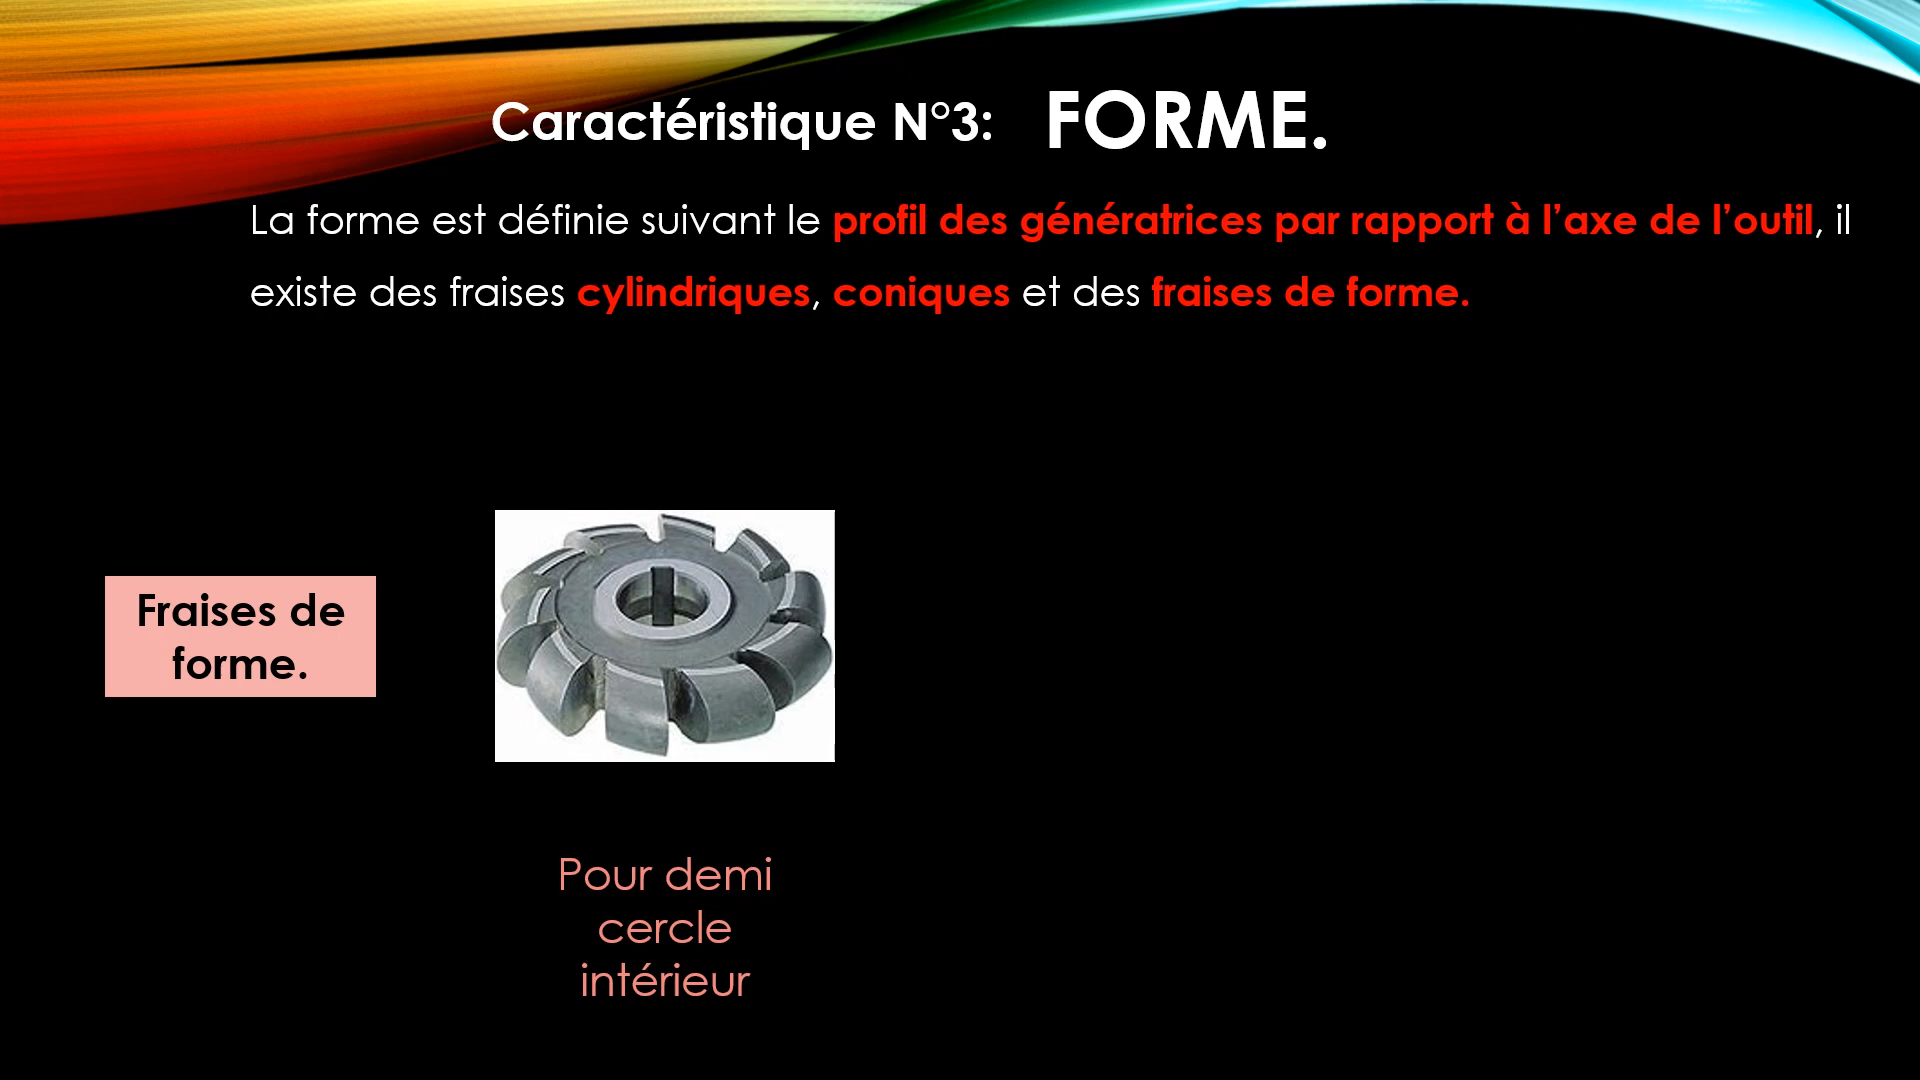 Caractéristique N°3: FORME.
La forme est définie suivant le profil des génératrices par rapport à l’axe de l’outil, il
existe des fraises cylindriques, coniques et des fraises de forme.
Fraises de
forme.
Pour demi
cercle
intérieur